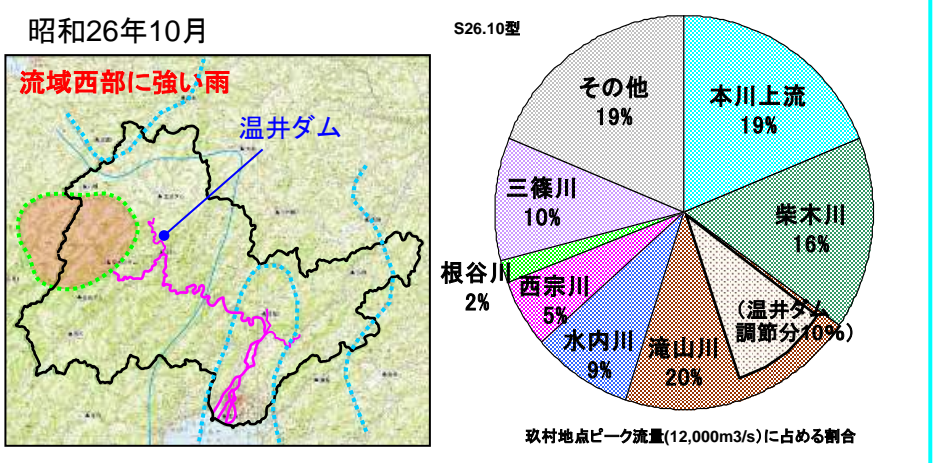 昭和26年10月
流域西部に強い雨
温井ダム
S26.10型
その他
19%
本川上流
19%
三篠川
10%
柴木川
16%
根谷川
2%
西宗川
5%
水内川
9%
滝山川
20%
(温井ダム
調節分10%)
玖村地点ピーク流量(12,000m3/s)に占める割合